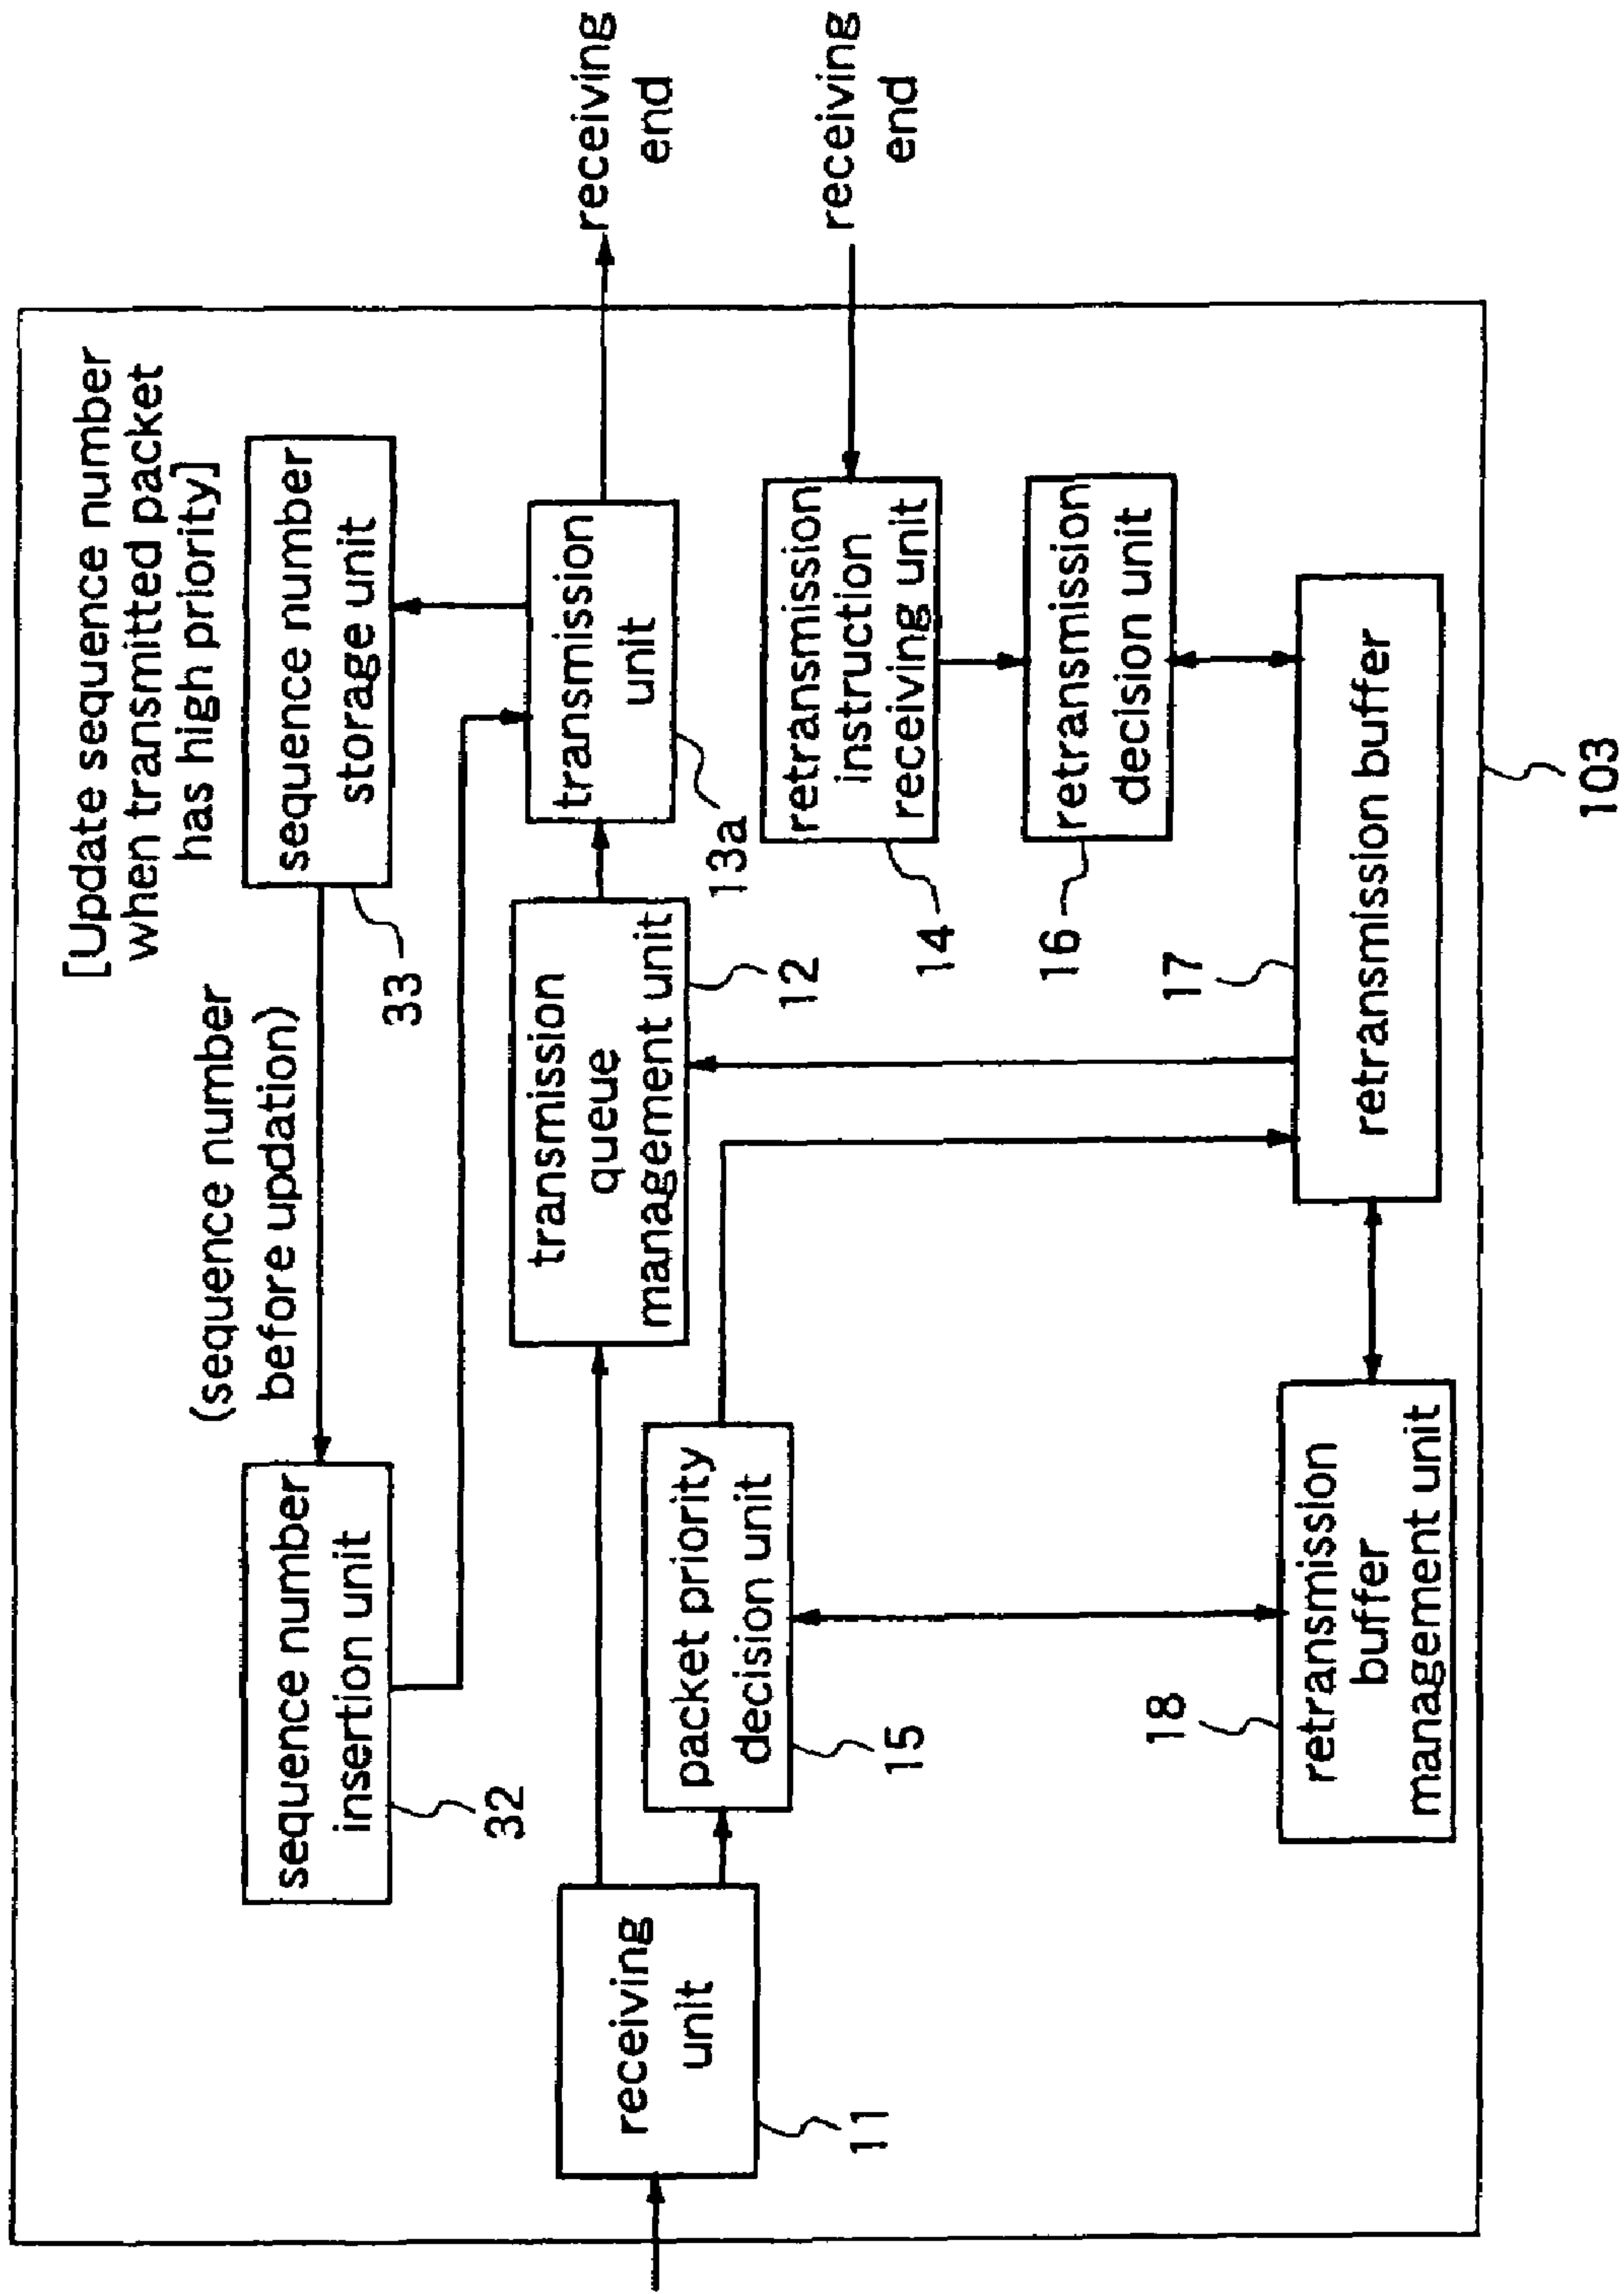 [Update sequence number
when transmitted packet
has high priority]
(sequence number
before updation)
sequence number
insertion unit
32
sequence number
storage unit
33
receiving
unit
11
transmission
queue
management unit
12
transmission
unit
13a
receiving
end
packet priority
decision unit
15
retransmission
instruction
receiving unit
14
receiving
end
retransmission
decision unit
16
retransmission
buffer
management unit
18
retransmission buffer
17
103